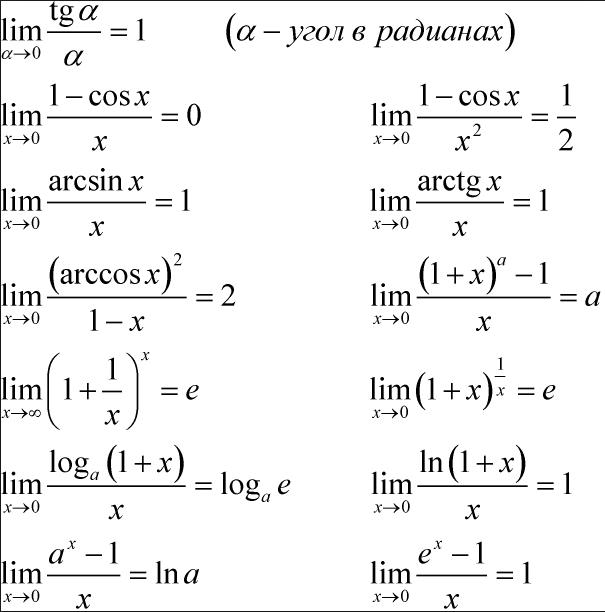 lim_{α→0} tg α / α = 1 (α – угол в радианах)
lim_{x→0} (1 – cos x) / x = 0 lim_{x→0} (1 – cos x) / x² = 1/2
lim_{x→0} arcsin x / x = 1 lim_{x→0} arctg x / x = 1
lim_{x→0} (arccos x)² / (1 – x) = 2 lim_{x→0} ((1 + x)^a – 1) / x = a
lim_{x→∞} (1 + 1/x)^x = e lim_{x→0} (1 + x)^{1/x} = e
lim_{x→0} log_a (1 + x) / x = log_a e lim_{x→0} ln(1 + x) / x = 1
lim_{x→0} (a^x – 1) / x = ln a lim_{x→0} (e^x – 1) / x = 1